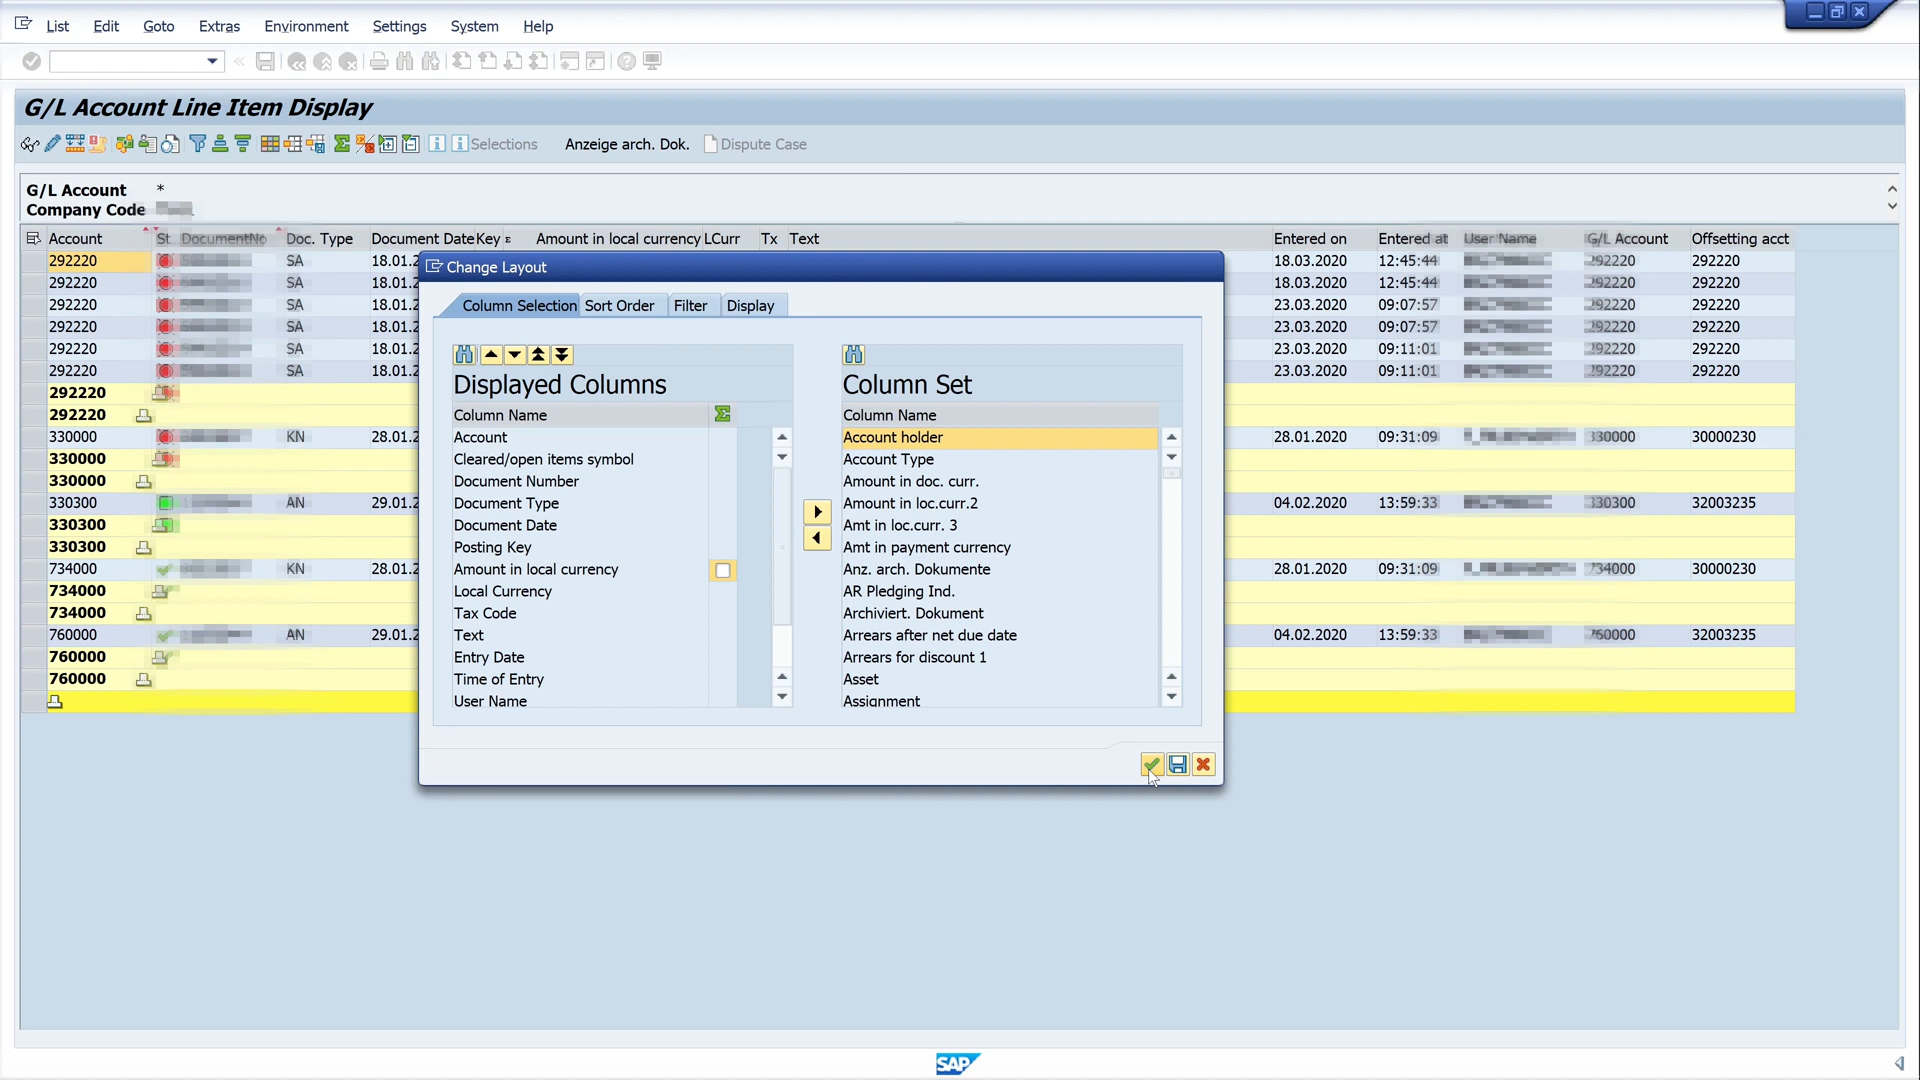 List Edit Goto Extras Environment Settings System Help
G/L Account Line Item Display
Selections Anzeige arch. Dok. Dispute Case
G/L Account *
Company Code
Account St DocumentNo Doc. Type Document Date Key Σ Amount in local currency LCurr Tx Text Entered on Entered at User Name G/L Account Offsetting acct
292220 SA 18.01.2 18.03.2020 12:45:44 292220 292220
292220 SA 18.01.2 18.03.2020 12:45:44 292220 292220
292220 SA 18.01.2 23.03.2020 09:07:57 292220 292220
292220 SA 18.01.2 23.03.2020 09:07:57 292220 292220
292220 SA 18.01.2 23.03.2020 09:11:01 292220 292220
292220 SA 18.01.2 23.03.2020 09:11:01 292220 292220
292220
292220
330000 KN 28.01.2 28.01.2020 09:31:09 330000 30000230
330000
330000
330300 AN 29.01.2 04.02.2020 13:59:33 330300 32003235
330300
330300
734000 KN 28.01.2 28.01.2020 09:31:09 734000 30000230
734000
734000
760000 AN 29.01.2 04.02.2020 13:59:33 760000 32003235
760000
760000
Change Layout
Column Selection Sort Order Filter Display
Displayed Columns
Column Name
Account
Cleared/open items symbol
Document Number
Document Type
Document Date
Posting Key
Amount in local currency
Local Currency
Tax Code
Text
Entry Date
Time of Entry
User Name
Column Set
Column Name
Account holder
Account Type
Amount in doc. curr.
Amount in loc.curr.2
Amt in loc.curr. 3
Amt in payment currency
Anz. arch. Dokumente
AR Pledging Ind.
Archiviert. Dokument
Arrears after net due date
Arrears for discount 1
Asset
Assignment
SAP